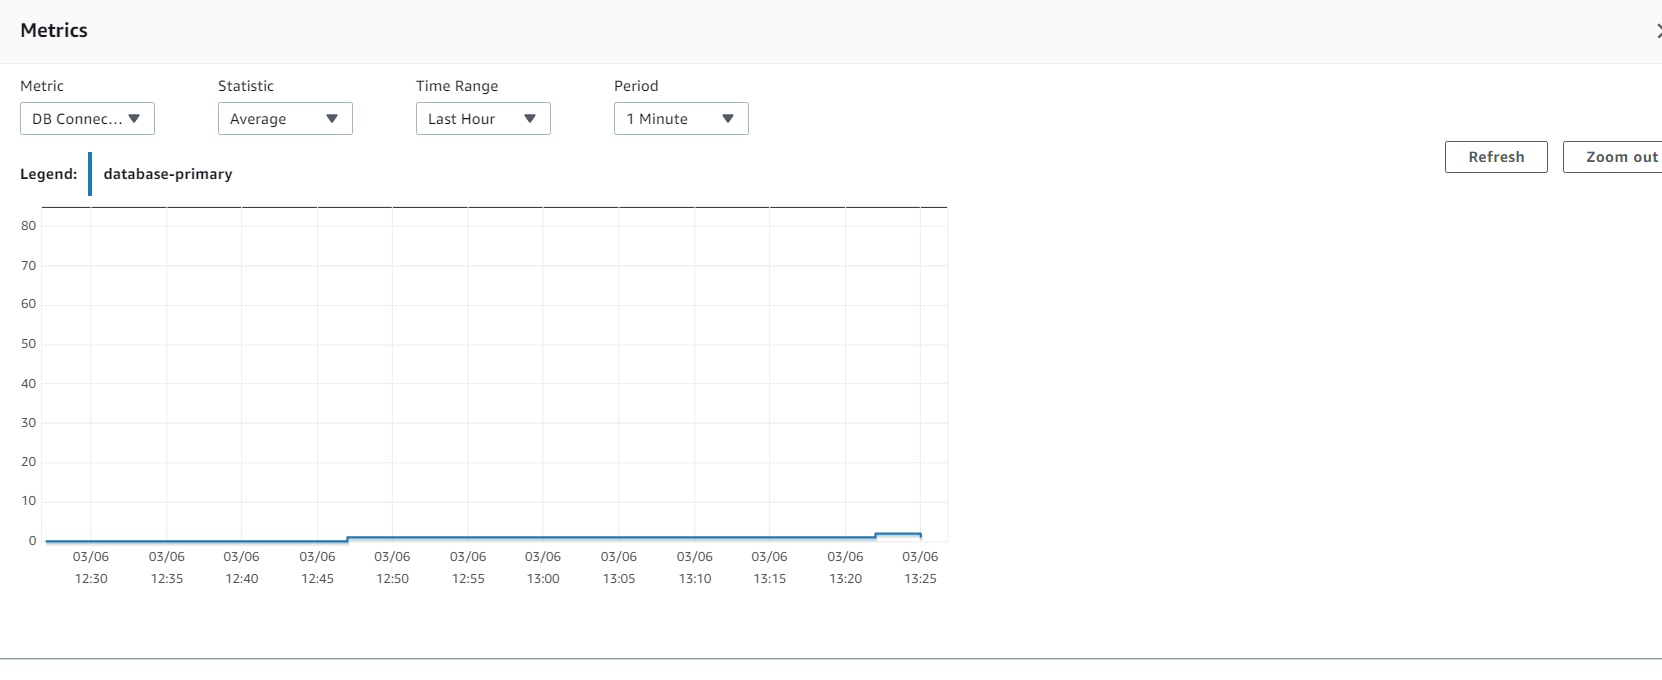 Metrics
Metric Statistic Time Range Period
DB Connec... Average Last Hour 1 Minute
Refresh Zoom out
Legend: database-primary
80
70
60
50
40
30
20
10
0
03/06 03/06 03/06 03/06 03/06 03/06 03/06 03/06 03/06 03/06 03/06 03/06
12:30 12:35 12:40 12:45 12:50 12:55 13:00 13:05 13:10 13:15 13:20 13:25